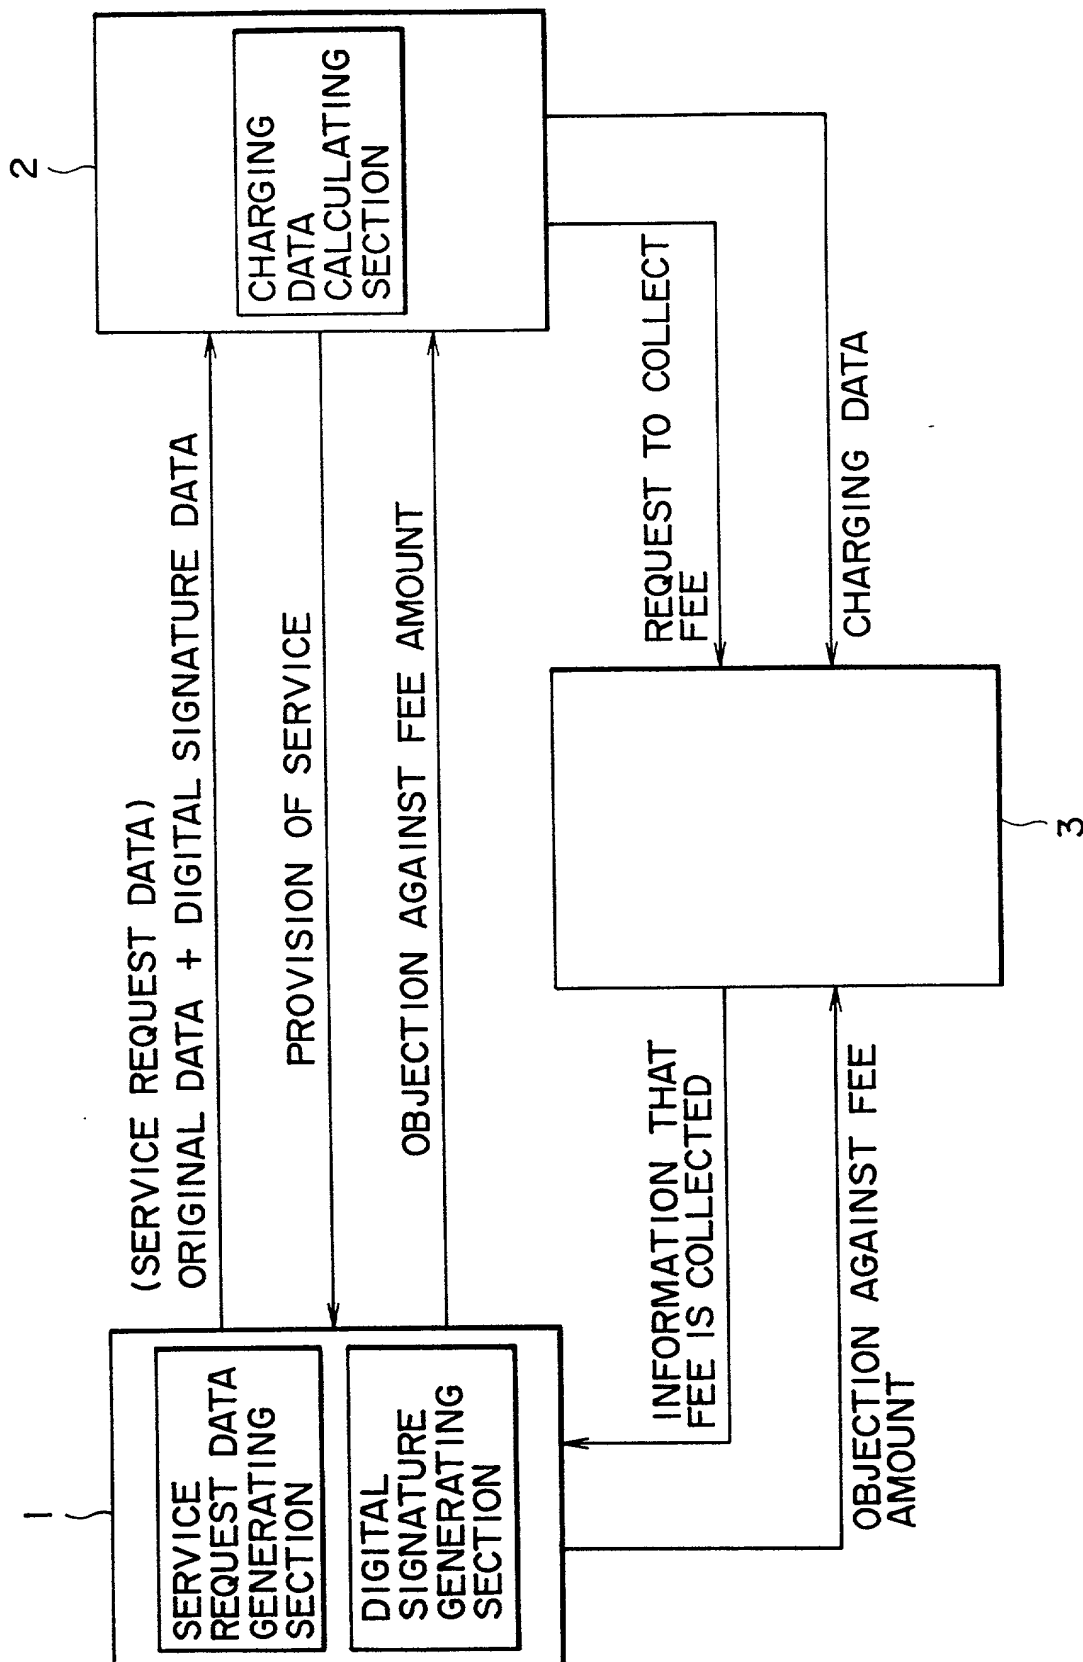 1
SERVICE
REQUEST DATA
GENERATING
SECTION
DIGITAL
SIGNATURE
GENERATING
SECTION
(SERVICE REQUEST DATA)
ORIGINAL DATA + DIGITAL SIGNATURE DATA
PROVISION OF SERVICE
OBJECTION AGAINST FEE AMOUNT
2
CHARGING
DATA
CALCULATING
SECTION
INFORMATION THAT
FEE IS COLLECTED
OBJECTION AGAINST FEE
AMOUNT
REQUEST TO COLLECT
FEE
CHARGING DATA
3